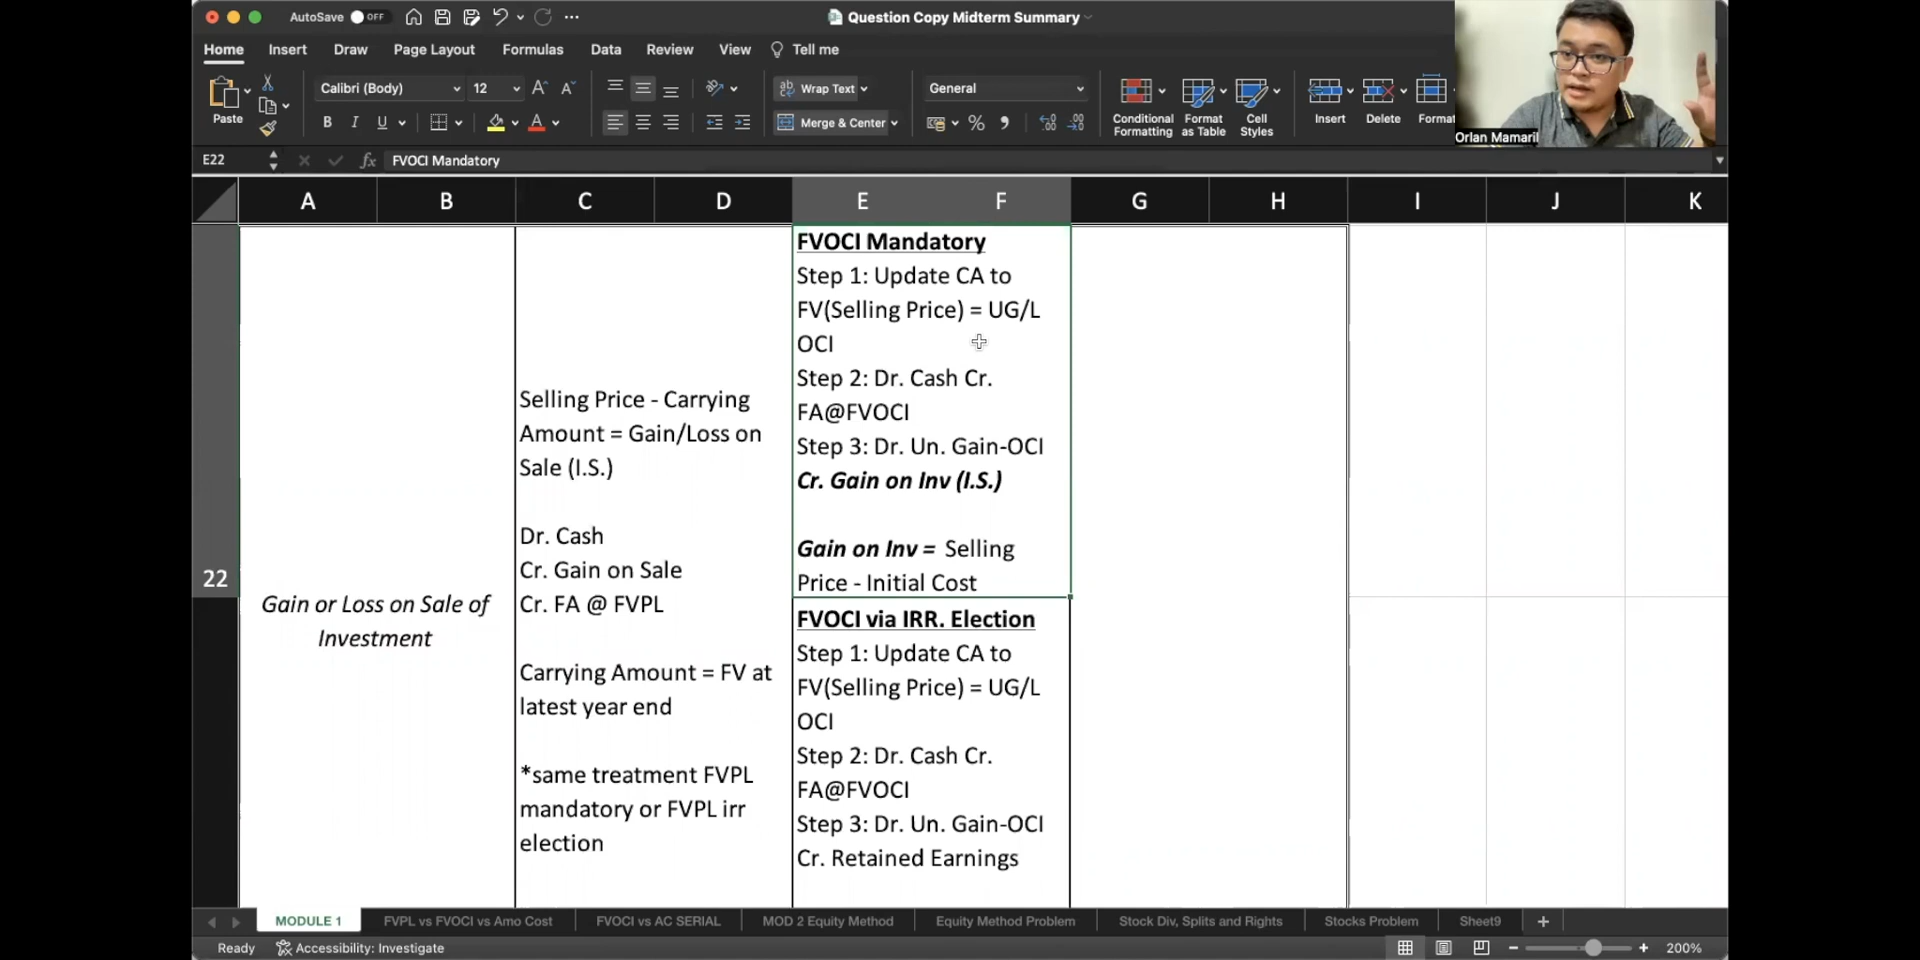 AutoSave OFF
Question Copy Midterm Summary
Home Insert Draw Page Layout Formulas Data Review View Tell me
Paste
Calibri (Body) 12
Wrap Text
General
Merge & Center
Conditional Formatting
Format as Table
Cell Styles
Insert
Delete
Format
Orlan Mamaril
E22
fx FVOCI Mandatory
A B C D E F G H I J K
22
Gain or Loss on Sale of
Investment
Selling Price - Carrying
Amount = Gain/Loss on
Sale (I.S.)
Dr. Cash
Cr. Gain on Sale
Cr. FA @ FVPL
Carrying Amount = FV at
latest year end
*same treatment FVPL
mandatory or FVPL irr
election
FVOCI Mandatory
Step 1: Update CA to
FV(Selling Price) = UG/L
OCI
Step 2: Dr. Cash Cr.
FA@FVOCI
Step 3: Dr. Un. Gain-OCI
Cr. Gain on Inv (I.S.)
Gain on Inv = Selling
Price - Initial Cost
FVOCI via IRR. Election
Step 1: Update CA to
FV(Selling Price) = UG/L
OCI
Step 2: Dr. Cash Cr.
FA@FVOCI
Step 3: Dr. Un. Gain-OCI
Cr. Retained Earnings
MODULE 1 FVPL vs FVOCI vs Amo Cost FVOCI vs AC SERIAL MOD 2 Equity Method Equity Method Problem Stock Div, Splits and Rights Stocks Problem Sheet9 +
Ready Accessibility: Investigate
200%